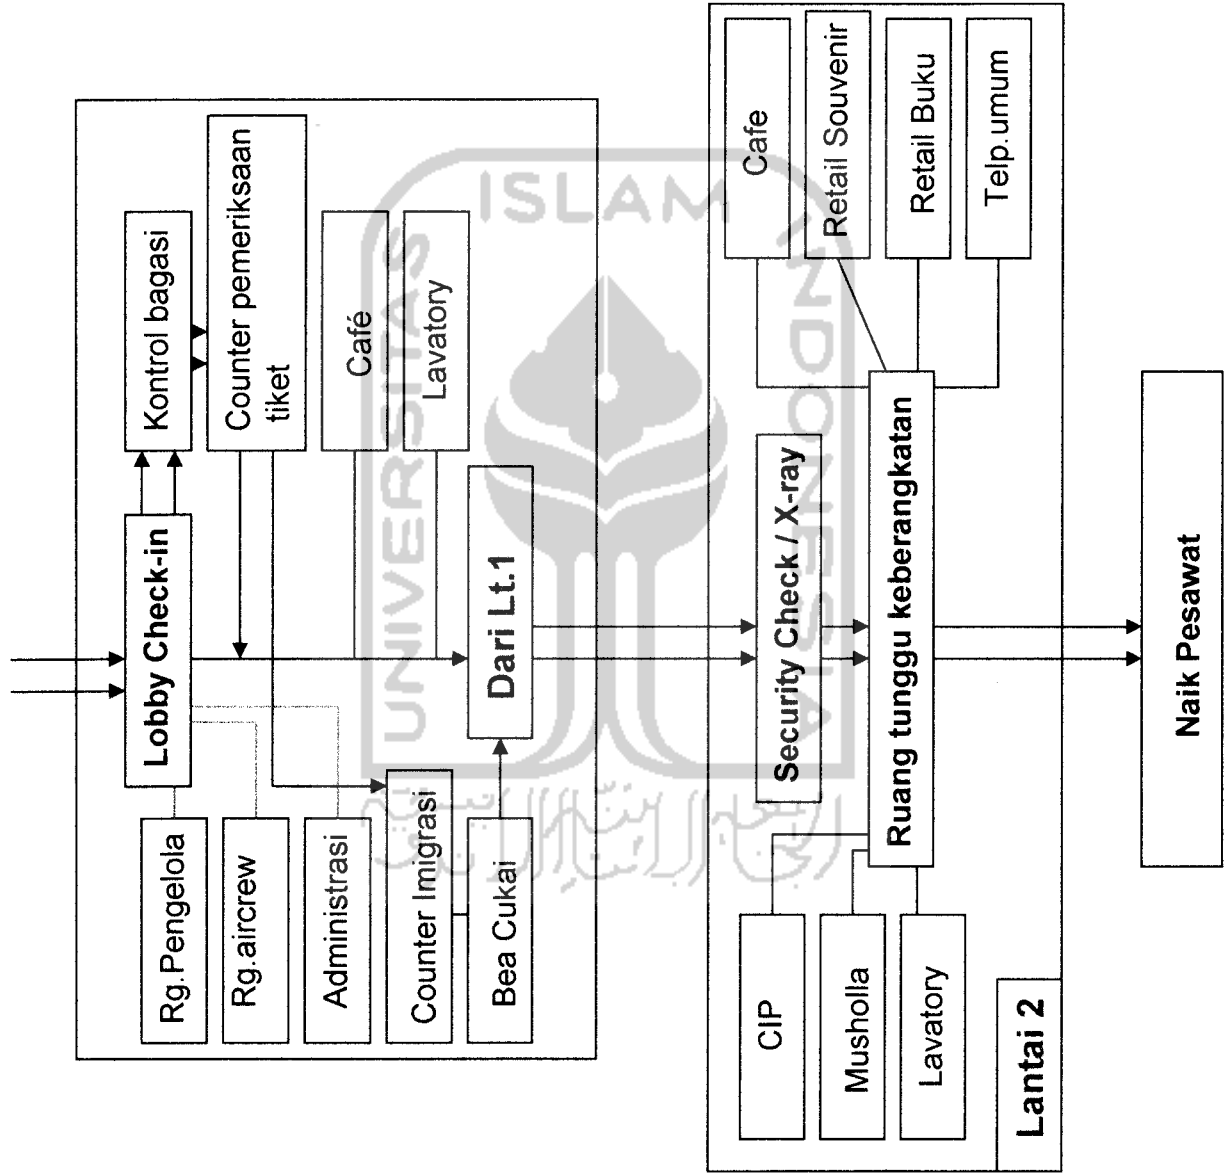 Lobby Check-in
Kontrol bagasi
Counter pemeriksaan
tiket
Café
Lavatory
Rg.Pengelola
Rg.aircrew
Administrasi
Counter Imigrasi
Bea Cukai
Dari Lt.1
Security Check / X-ray
Ruang tunggu keberangkatan
Cafe
Retail Souvenir
Retail Buku
Telp.umum
CIP
Musholla
Lavatory
Lantai 2
Naik Pesawat
UNIVERSITAS
ISLAM
INDONESIA